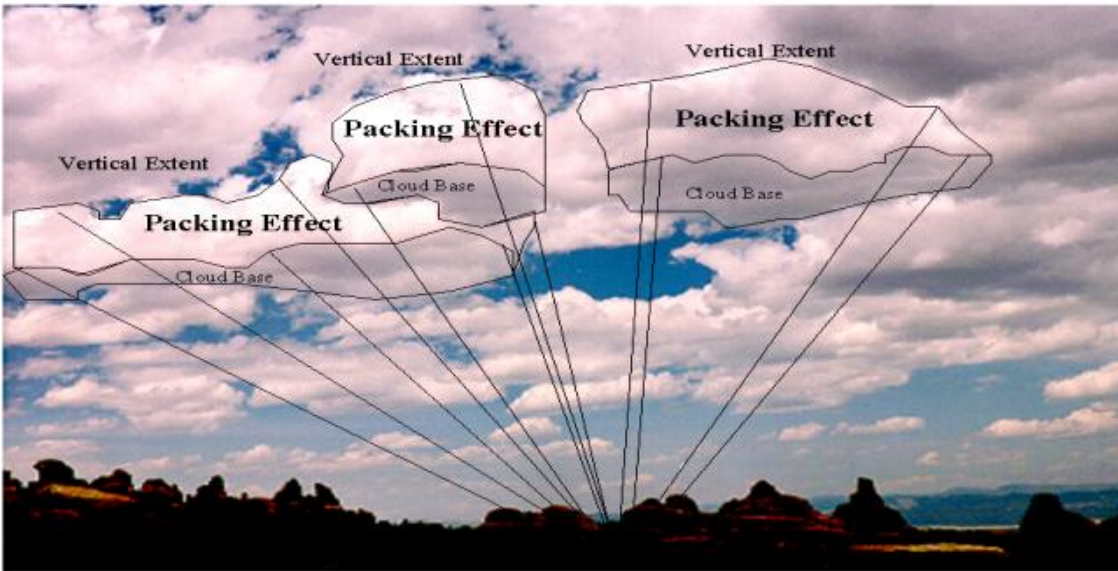 Vertical Extent
Packing Effect
Cloud Base
Vertical Extent
Packing Effect
Cloud Base
Vertical Extent
Packing Effect
Cloud Base